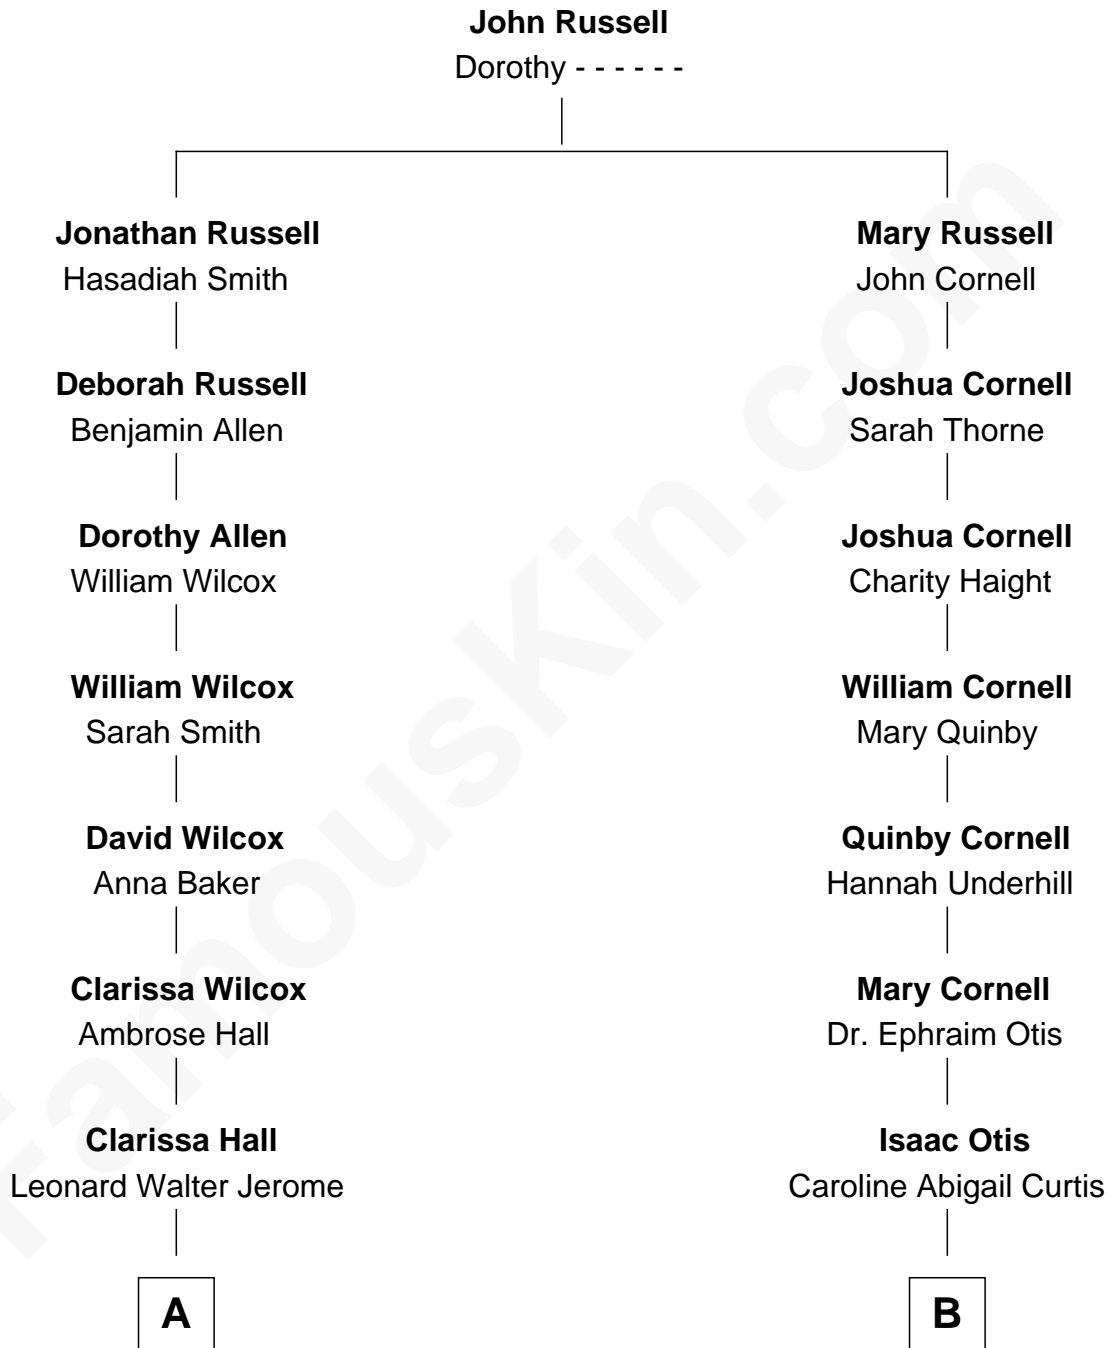 John Russell
Dorothy - - - - - -
Jonathan Russell
Hasadiah Smith
Mary Russell
John Cornell
Deborah Russell
Benjamin Allen
Joshua Cornell
Sarah Thorne
Dorothy Allen
William Wilcox
Joshua Cornell
Charity Haight
William Wilcox
Sarah Smith
William Cornell
Mary Quinby
David Wilcox
Anna Baker
Quinby Cornell
Hannah Underhill
Clarissa Wilcox
Ambrose Hall
Mary Cornell
Dr. Ephraim Otis
Clarissa Hall
Leonard Walter Jerome
Isaac Otis
Caroline Abigail Curtis
A
B
FamousKin.com